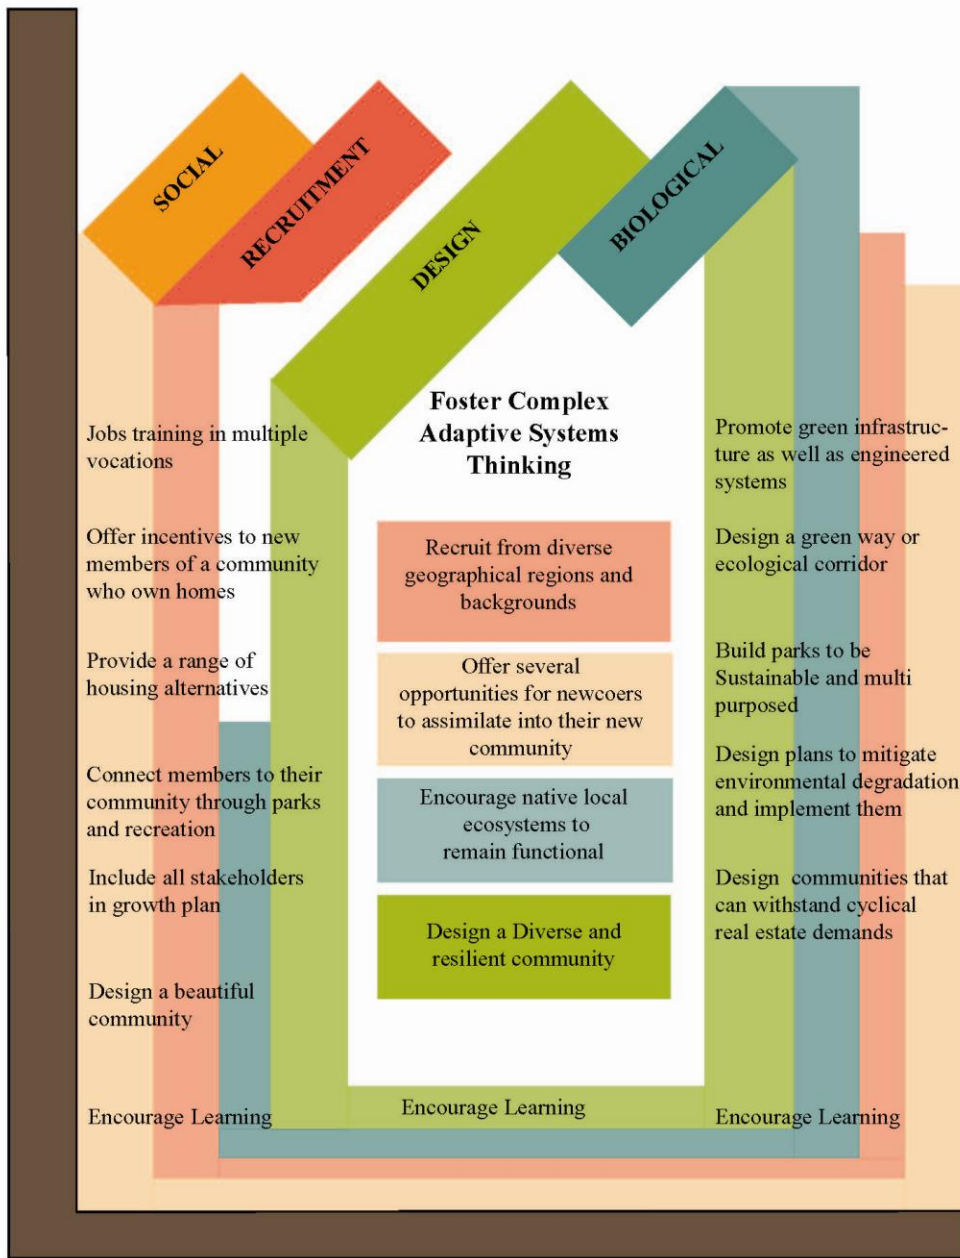 SOCIAL
RECRUITMENT
DESIGN
BIOLOGICAL
Foster Complex
Adaptive Systems
Thinking
Jobs training in multiple
vocations
Offer incentives to new
members of a community
who own homes
Provide a range of
housing alternatives
Connect members to their
community through parks
and recreation
Include all stakeholders
in growth plan
Design a beautiful
community
Encourage Learning
Recruit from diverse
geographical regions and
backgrounds
Offer several
opportunities for newcoers
to assimilate into their new
community
Encourage native local
ecosystems to
remain functional
Design a Diverse and
resilient community
Encourage Learning
Promote green infrastruc-
ture as well as engineered
systems
Design a green way or
ecological corridor
Build parks to be
Sustainable and multi
purposed
Design plans to mitigate
environmental degradation
and implement them
Design  communities that
can withstand cyclical
real estate demands
Encourage Learning